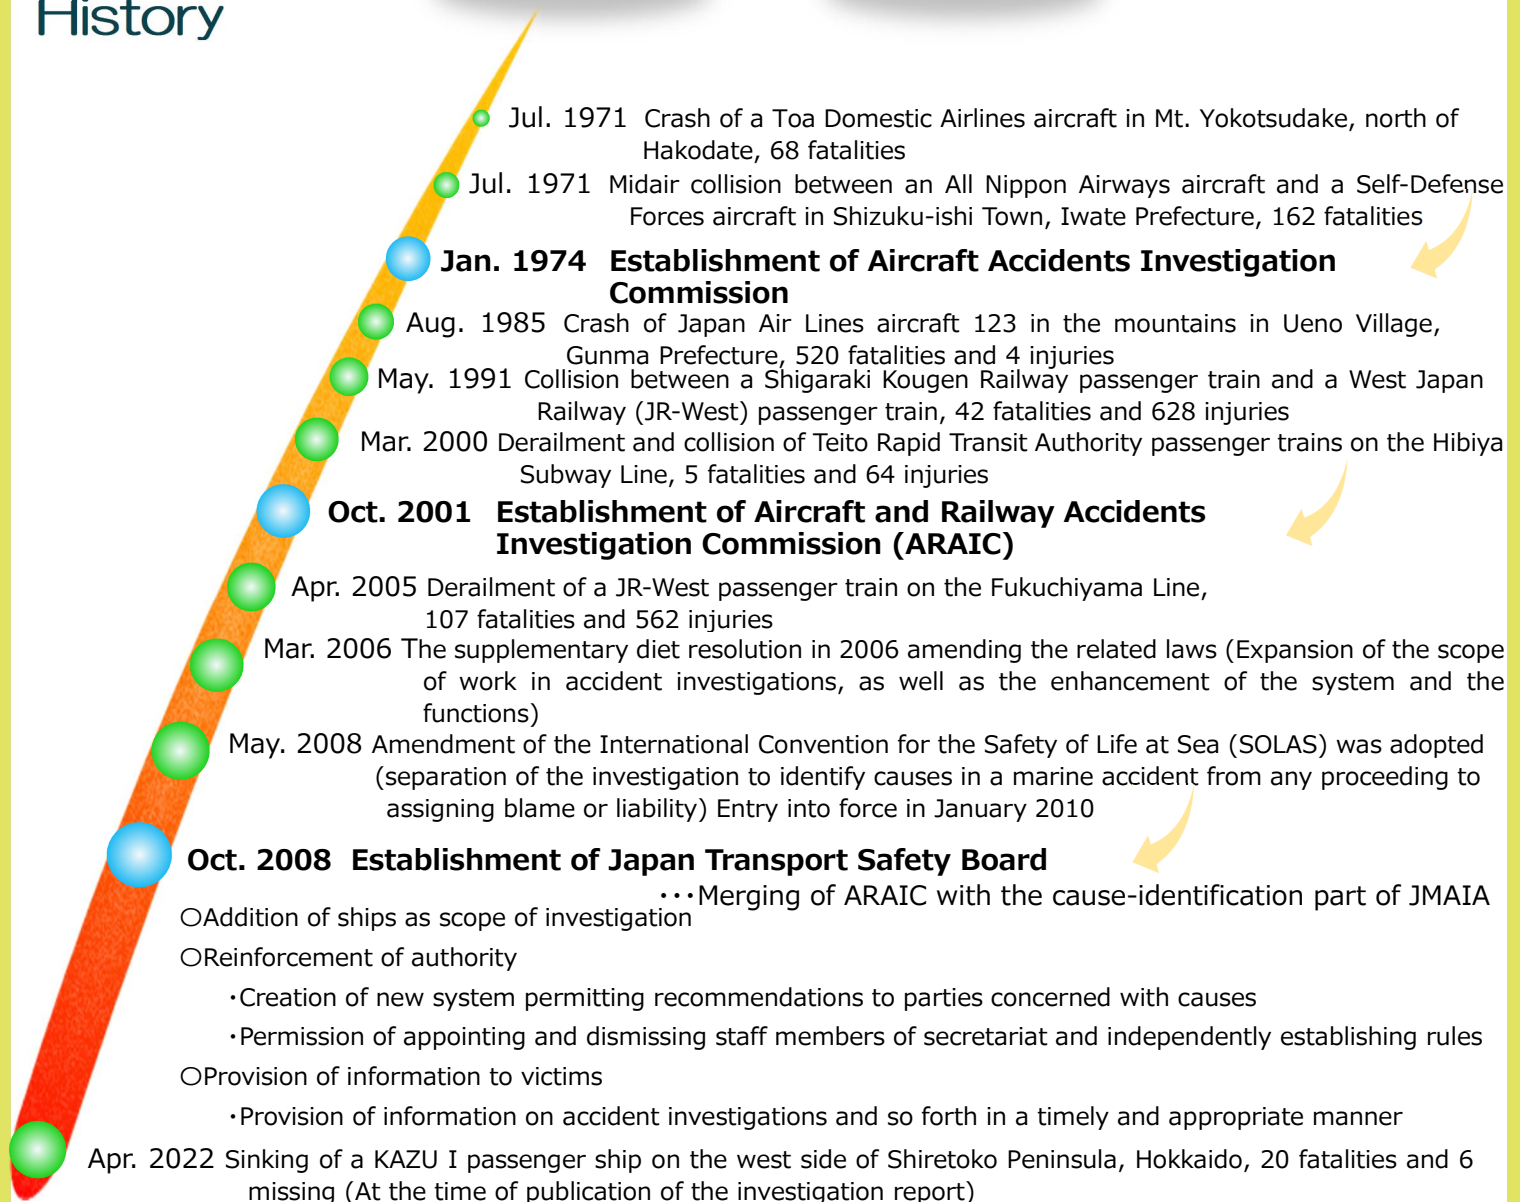 History
Jul. 1971 Crash of a Toa Domestic Airlines aircraft in Mt. Yokotsudake, north of
Hakodate, 68 fatalities
Jul. 1971 Midair collision between an All Nippon Airways aircraft and a Self-Defense
Forces aircraft in Shizuku-ishi Town, Iwate Prefecture, 162 fatalities
Jan. 1974 Establishment of Aircraft Accidents Investigation
Commission
Aug. 1985 Crash of Japan Air Lines aircraft 123 in the mountains in Ueno Village,
Gunma Prefecture, 520 fatalities and 4 injuries
May. 1991 Collision between a Shigaraki Kougen Railway passenger train and a West Japan
Railway (JR-West) passenger train, 42 fatalities and 628 injuries
Mar. 2000 Derailment and collision of Teito Rapid Transit Authority passenger trains on the Hibiya
Subway Line, 5 fatalities and 64 injuries
Oct. 2001 Establishment of Aircraft and Railway Accidents
Investigation Commission (ARAIC)
Apr. 2005 Derailment of a JR-West passenger train on the Fukuchiyama Line,
107 fatalities and 562 injuries
Mar. 2006 The supplementary diet resolution in 2006 amending the related laws (Expansion of the scope
of work in accident investigations, as well as the enhancement of the system and the
functions)
May. 2008 Amendment of the International Convention for the Safety of Life at Sea (SOLAS) was adopted
(separation of the investigation to identify causes in a marine accident from any proceeding to
assigning blame or liability) Entry into force in January 2010
Oct. 2008 Establishment of Japan Transport Safety Board
･･･Merging of ARAIC with the cause-identification part of JMAIA
〇Addition of ships as scope of investigation
〇Reinforcement of authority
･Creation of new system permitting recommendations to parties concerned with causes
･Permission of appointing and dismissing staff members of secretariat and independently establishing rules
〇Provision of information to victims
･Provision of information on accident investigations and so forth in a timely and appropriate manner
Apr. 2022 Sinking of a KAZU I passenger ship on the west side of Shiretoko Peninsula, Hokkaido, 20 fatalities and 6
missing (At the time of publication of the investigation report)